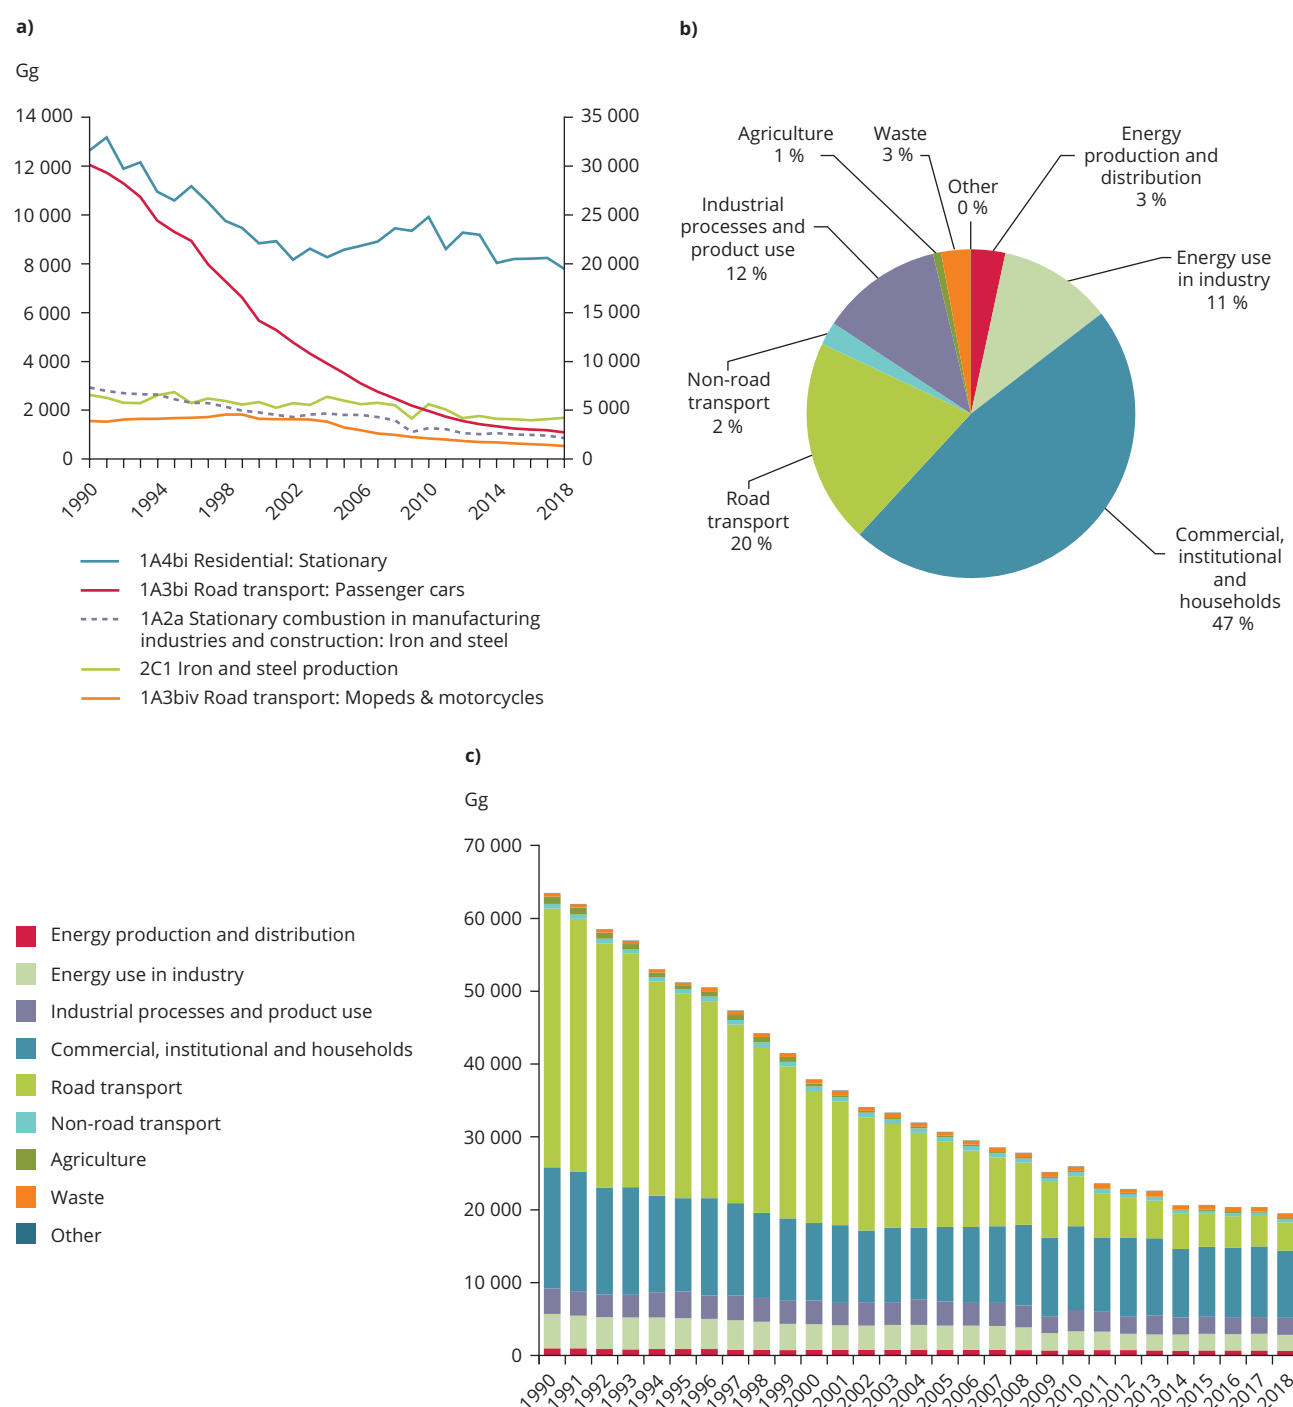 a)
Gg
14 000
12 000
10 000
8 000
6 000
4 000
2 000
0
35 000
30 000
25 000
20 000
15 000
10 000
5 000
0
1990
1994
1998
2002
2006
2010
2014
2018
1A4bi Residential: Stationary
1A3bi Road transport: Passenger cars
1A2a Stationary combustion in manufacturing
industries and construction: Iron and steel
2C1 Iron and steel production
1A3biv Road transport: Mopeds & motorcycles
b)
Agriculture
1 %
Waste
3 %
Other
0 %
Energy
production and
distribution
3 %
Industrial
processes and
product use
12 %
Energy use
in industry
11 %
Non-road
transport
2 %
Road
transport
20 %
Commercial,
institutional
and
households
47 %
c)
Gg
70 000
60 000
50 000
40 000
30 000
20 000
10 000
0
1990
1991
1992
1993
1994
1995
1996
1997
1998
1999
2000
2001
2002
2003
2004
2005
2006
2007
2008
2009
2010
2011
2012
2013
2014
2015
2016
2017
2018
Energy production and distribution
Energy use in industry
Industrial processes and product use
Commercial, institutional and households
Road transport
Non-road transport
Agriculture
Waste
Other